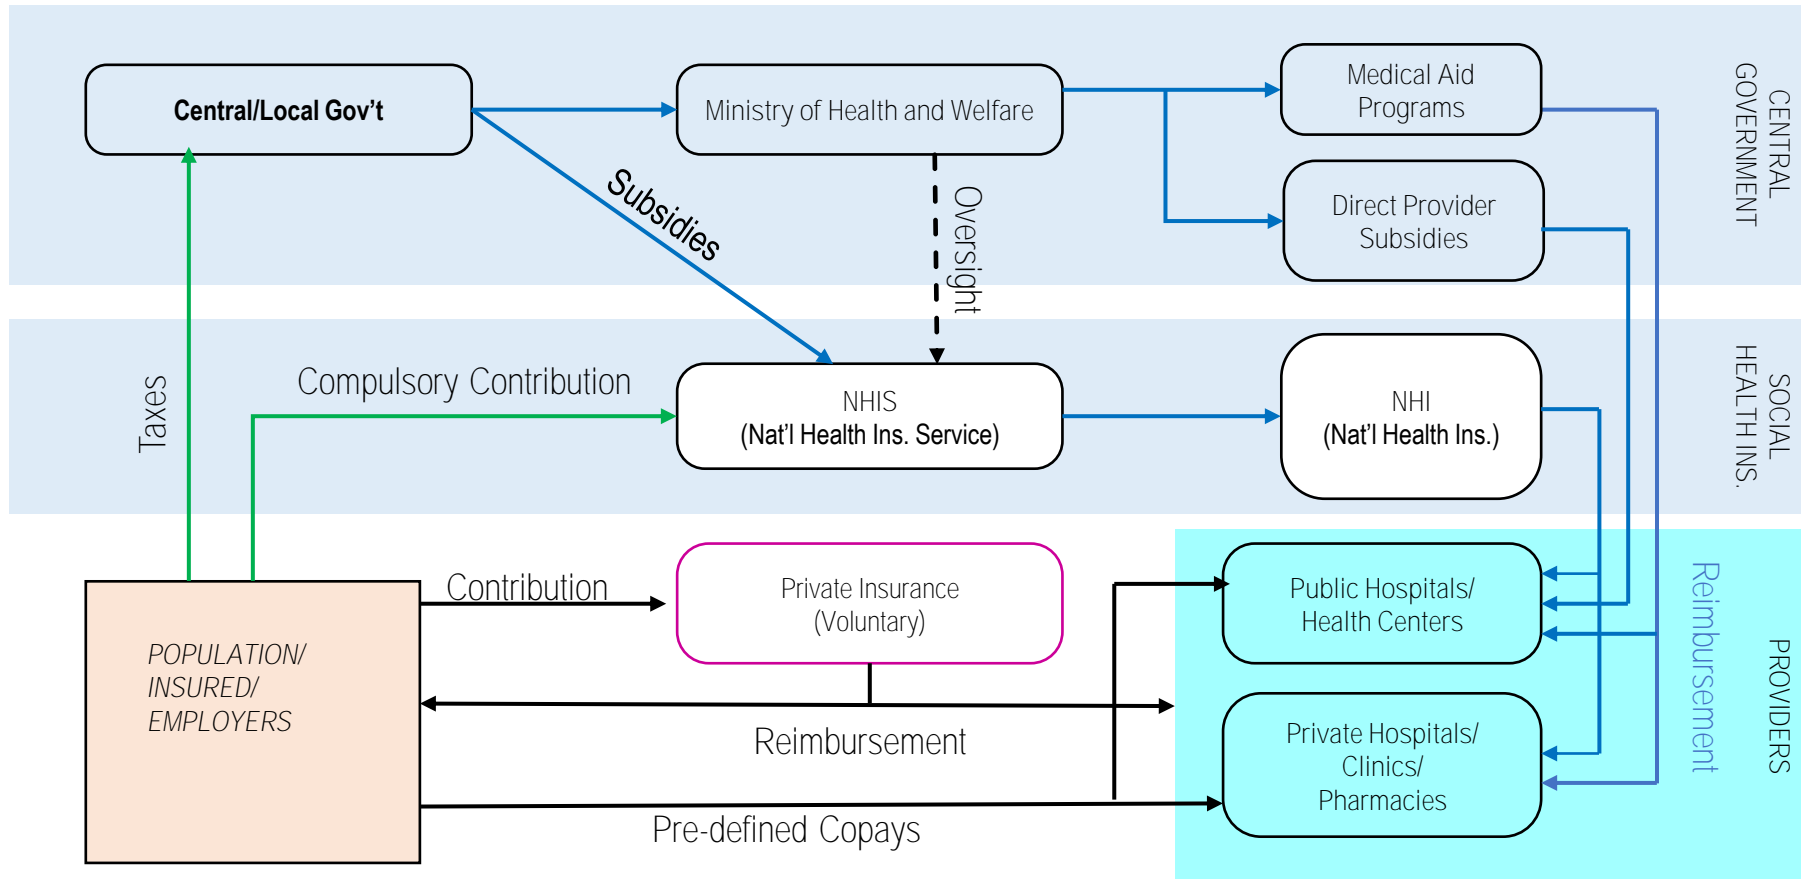 Central/Local Gov't
Ministry of Health and Welfare
Medical Aid
Programs
CENTRAL
GOVERNMENT
Subsidies
Oversight
Direct Provider
Subsidies
Taxes
Compulsory Contribution
NHIS
(Nat'l Health Ins. Service)
NHI
(Nat'l Health Ins.)
SOCIAL
HEALTH INS.
POPULATION/
INSURED/
EMPLOYERS
Contribution
Private Insurance
(Voluntary)
Public Hospitals/
Health Centers
Reimbursement
PROVIDERS
Reimbursement
Private Hospitals/
Clinics/
Pharmacies
Pre-defined Copays